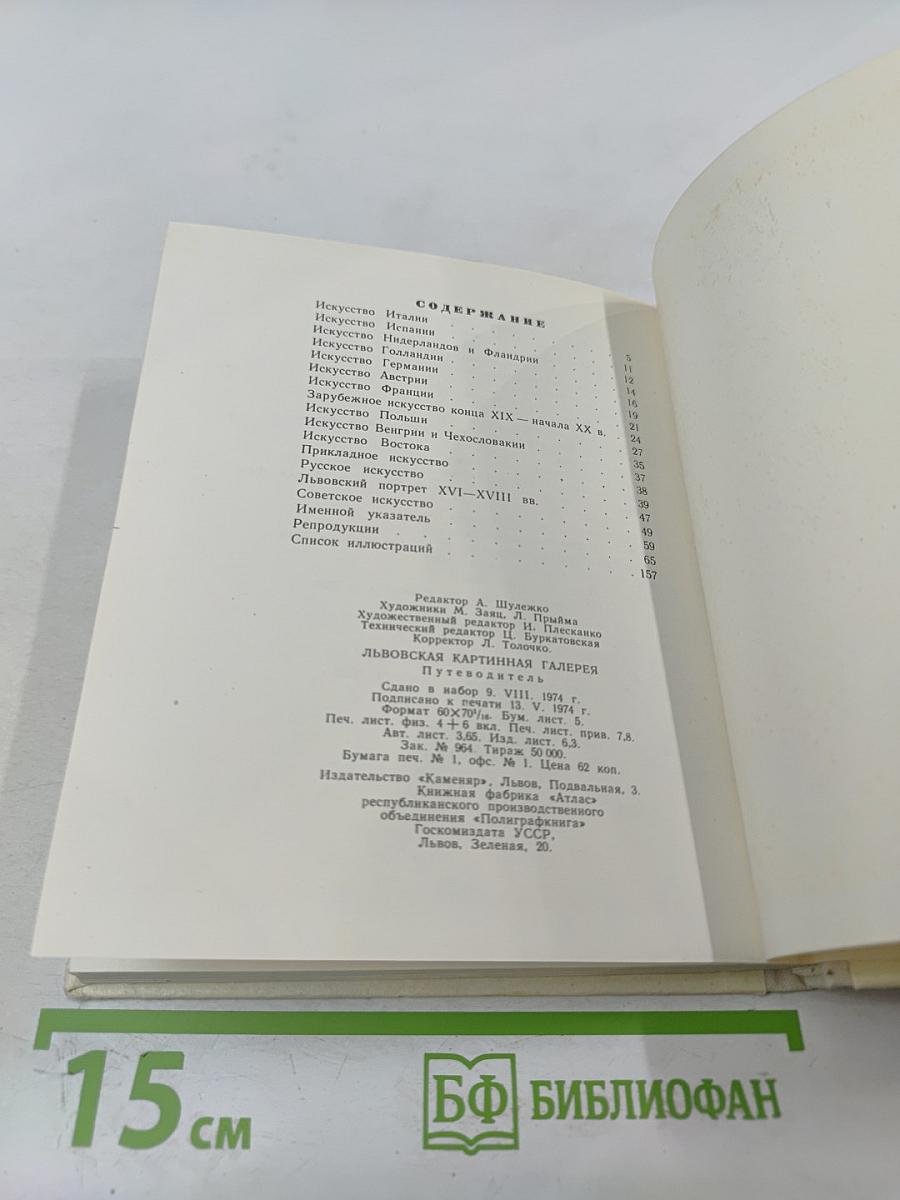 СОДЕРЖАНИЕ
Искусство Италии . . . . . . . . 5
Искусство Испании . . . . . . . . 11
Искусство Нидерландов и Фландрии . . . . 12
Искусство Голландии . . . . . . . . 14
Искусство Германии . . . . . . . . 16
Искусство Австрии . . . . . . . . 19
Искусство Франции . . . . . . . . 21
Зарубежное искусство конца XIX — начала XX в. . 24
Искусство Польши . . . . . . . . 27
Искусство Венгрии и Чехословакии . . . . . 35
Искусство Востока . . . . . . . . 37
Прикладное искусство . . . . . . . . 38
Русское искусство . . . . . . . . 39
Львовский портрет XVI—XVIII вв. . . . . . 47
Советское искусство . . . . . . . . 49
Именной указатель . . . . . . . . 59
Репродукции . . . . . . . . . 65
Список иллюстраций . . . . . . . . 157
Редактор А. Шулежко
Художники М. Заяц, Л. Прыйма
Художественный редактор И. Плесканко
Технический редактор Ц. Буркатовская
Корректор Л. Толочко.
ЛЬВОВСКАЯ КАРТИННАЯ ГАЛЕРЕЯ
Путеводитель
Сдано в набор 9. VIII. 1974 г.
Подписано к печати 13. V. 1974 г.
Формат 60×70¹/₁₆. Бум. лист. 5.
Печ. лист. физ. 4+6 вкл. Печ. лист. прив. 7,8.
Авт. лист. 3,65. Изд. лист. 6,3.
Зак. № 964. Тираж 50 000.
Бумага печ. № 1, офс. № 1. Цена 62 коп.
Издательство «Каменяр», Львов, Подвальная, 3.
Книжная фабрика «Атлас»
республиканского производственного
объединения «Полиграфкнига»
Госкомиздата УССР,
Львов, Зеленая, 20.
15 см
БФ БИБЛИОФАН